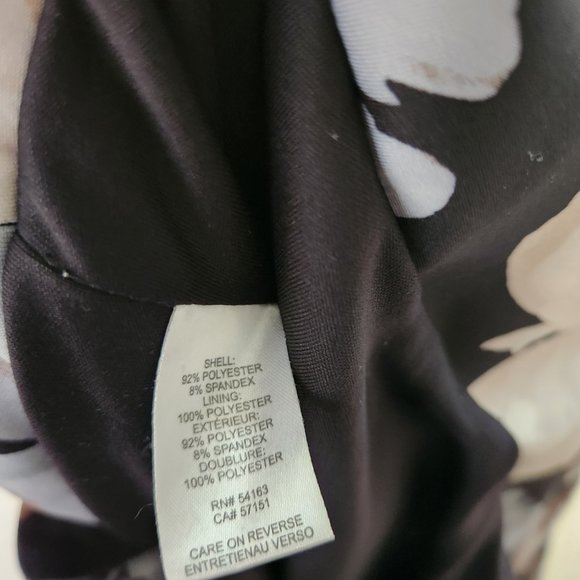 SHELL:
92% POLYESTER
8% SPANDEX
LINING:
100% POLYESTER
EXTÉRIEUR:
92% POLYESTER
8% SPANDEX
DOUBLURE:
100% POLYESTER
RN# 54163
CA# 57151
CARE ON REVERSE
ENTRETIENAU VERSO